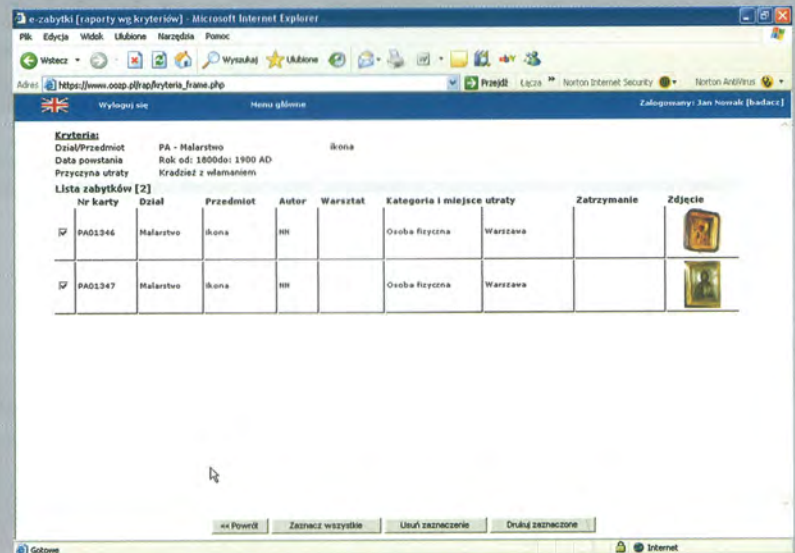 e-zabytki [raporty wg kryteriów] - Microsoft Internet Explorer
Plik Edycja Widok Ulubione Narzędzia Pomoc
Wstecz Wyszukaj Ulubione
Adres https://www.oozp.pl/rap/kryteria_frame.php Przejdź Łącza » Norton Internet Security Norton AntiVirus
Wyloguj się Menu główne Zalogowany: Jan Nowak [badacz]
Kryteria:
Dział/Przedmiot PA - Malarstwo ikona
Data powstania Rok od: 1800do: 1900 AD
Przyczyna utraty Kradzież z włamaniem
Lista zabytków [2]
Nr karty Dział Przedmiot Autor Warsztat Kategoria i miejsce utraty Zatrzymanie Zdjęcie
PA01346 Malarstwo ikona NN Osoba fizyczna Warszawa
PA01347 Malarstwo ikona NN Osoba fizyczna Warszawa
«« Powrót Zaznacz wszystkie Usuń zaznaczenie Drukuj zaznaczone
Gotowe Internet